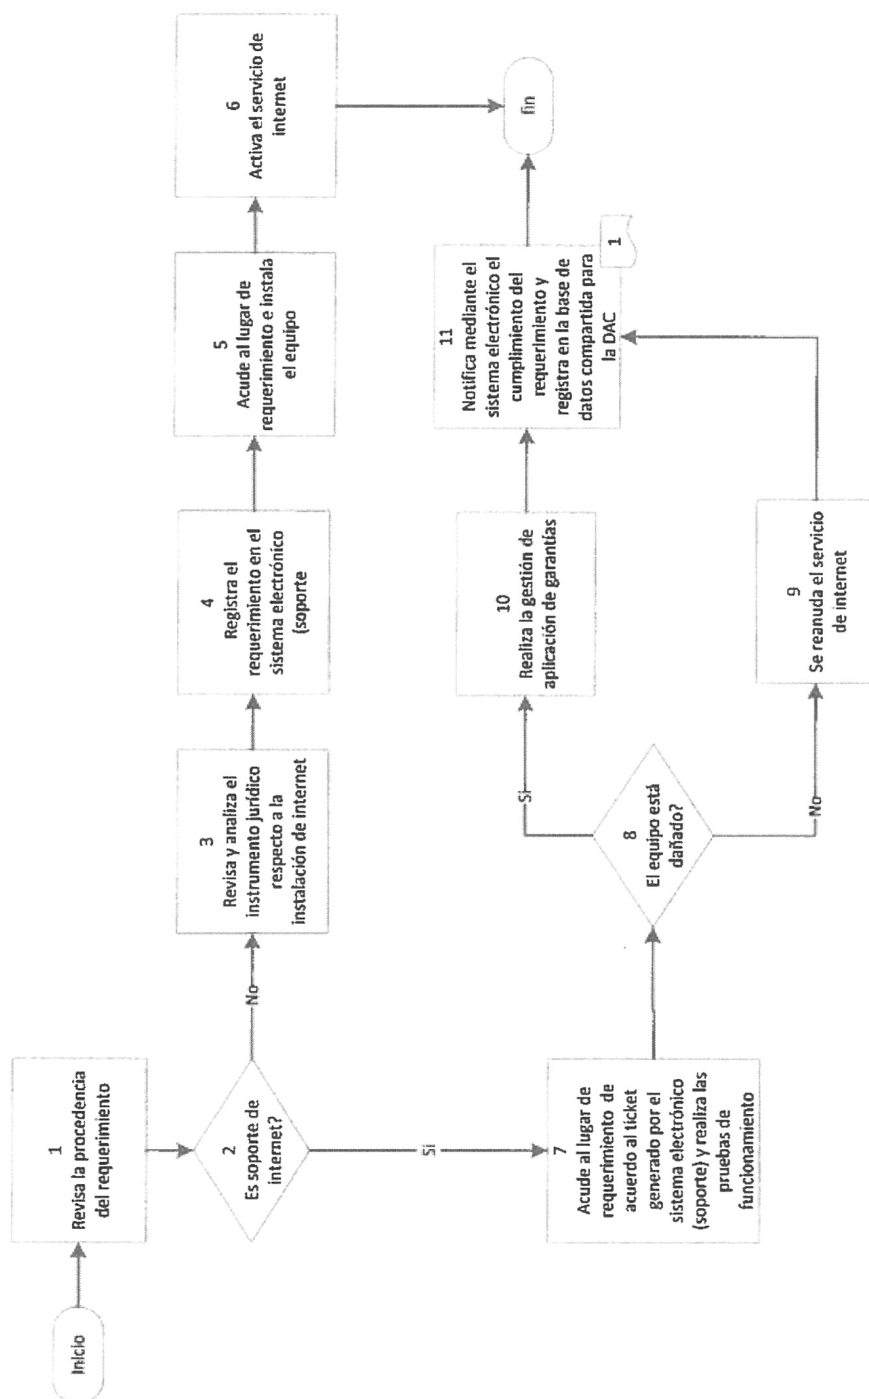 Inicio
1
Revisa la procedencia
del requerimiento
2
Es soporte de
internet?
No
3
Revisa y analiza el
instrumento jurídico
respecto a la
instalación de internet
4
Registra el
requerimiento en el
sistema electrónico
(soporte
5
Acude al lugar de
requerimiento e instala
el equipo
6
Activa el servicio de
internet
Si
7
Acude al lugar de
requerimiento de
acuerdo al ticket
generado por el
sistema electrónico
(soporte) y realiza las
pruebas de
funcionamiento
8
El equipo está
dañado?
Si
10
Realiza la gestión de
aplicación de garantías
No
9
Se reanuda el servicio
de internet
11
Notifica mediante el
sistema electrónico el
cumplimiento del
requerimiento y
registra en la base de
datos compartida para
la DAC
1
fin